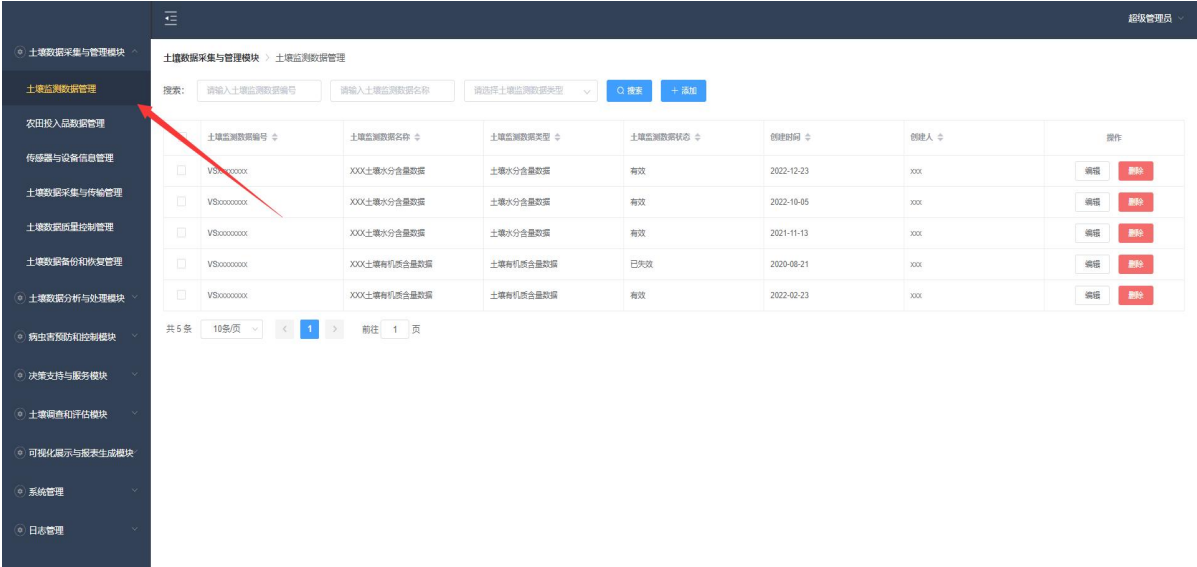 超级管理员
土壤数据采集与管理模块
土壤监测数据管理
农田投入品数据管理
传感器与设备信息管理
土壤数据采集与传输管理
土壤数据质量控制管理
土壤数据备份和恢复管理
土壤数据分析与处理模块
病虫害预防和控制模块
决策支持与服务模块
土壤调查和评估模块
可视化展示与报表生成模块
系统管理
日志管理
土壤数据采集与管理模块 > 土壤监测数据管理
搜索: 请输入土壤监测数据编号 请输入土壤监测数据名称 请选择土壤监测数据类型 搜索 + 添加
土壤监测数据编号 土壤监测数据名称 土壤监测数据类型 土壤监测数据状态 创建时间 创建人 操作
VSxxxxxxxx XXX土壤水分含量数据 土壤水分含量数据 有效 2022-12-23 xxx 编辑 删除
VSxxxxxxxx XXX土壤水分含量数据 土壤水分含量数据 有效 2022-10-05 xxx 编辑 删除
VSxxxxxxxx XXX土壤水分含量数据 土壤水分含量数据 有效 2021-11-13 xxx 编辑 删除
VSxxxxxxxx XXX土壤有机质含量数据 土壤有机质含量数据 已失效 2020-08-21 xxx 编辑 删除
VSxxxxxxxx XXX土壤有机质含量数据 土壤有机质含量数据 有效 2022-02-23 xxx 编辑 删除
共 5 条 10条/页 < 1 > 前往 1 页